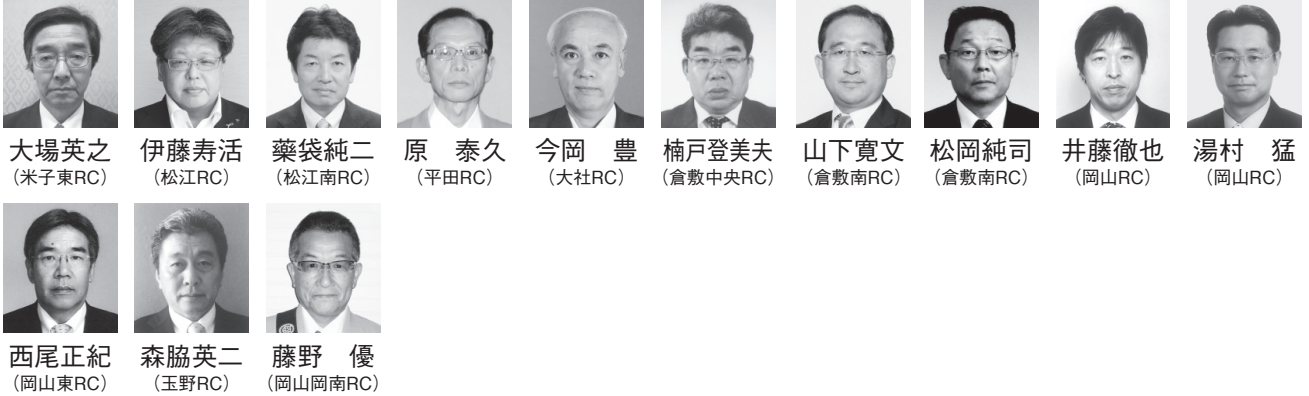 大場英之 伊藤寿活 藥袋純二 原　泰久 今岡　豊 楠戸登美夫 山下寛文 松岡純司 井藤徹也 湯村　猛
（米子東RC） （松江RC） （松江南RC） （平田RC） （大社RC） （倉敷中央RC） （倉敷南RC） （倉敷南RC） （岡山RC） （岡山RC）
西尾正紀 森脇英二 藤野　優
（岡山東RC） （玉野RC） （岡山岡南RC）